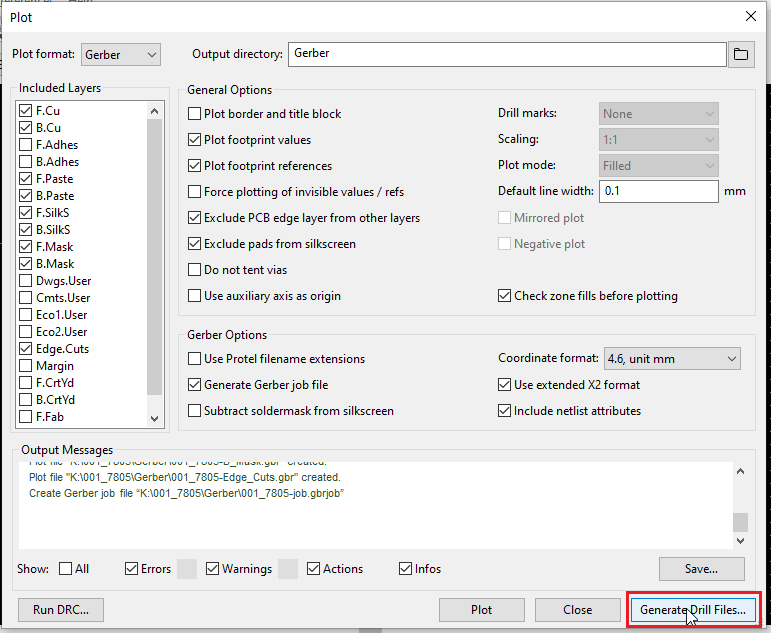 Plot
Plot format: Gerber Output directory: Gerber
Included Layers
F.Cu
B.Cu
F.Adhes
B.Adhes
F.Paste
B.Paste
F.SilkS
B.SilkS
F.Mask
B.Mask
Dwgs.User
Cmts.User
Eco1.User
Eco2.User
Edge.Cuts
Margin
F.CrtYd
B.CrtYd
F.Fab
General Options
Plot border and title block
Plot footprint values
Plot footprint references
Force plotting of invisible values / refs
Exclude PCB edge layer from other layers
Exclude pads from silkscreen
Do not tent vias
Use auxiliary axis as origin
Drill marks: None
Scaling: 1:1
Plot mode: Filled
Default line width: 0.1 mm
Mirrored plot
Negative plot
Check zone fills before plotting
Gerber Options
Use Protel filename extensions
Generate Gerber job file
Subtract soldermask from silkscreen
Coordinate format: 4.6, unit mm
Use extended X2 format
Include netlist attributes
Output Messages
Plot file "K:\001_7805\Gerber\001_7805-B_Mask.gbr" created.
Plot file "K:\001_7805\Gerber\001_7805-Edge_Cuts.gbr" created.
Create Gerber job file “K:\001_7805\Gerber\001_7805-job.gbrjob”
Show: All Errors Warnings Actions Infos Save...
Run DRC... Plot Close Generate Drill Files...